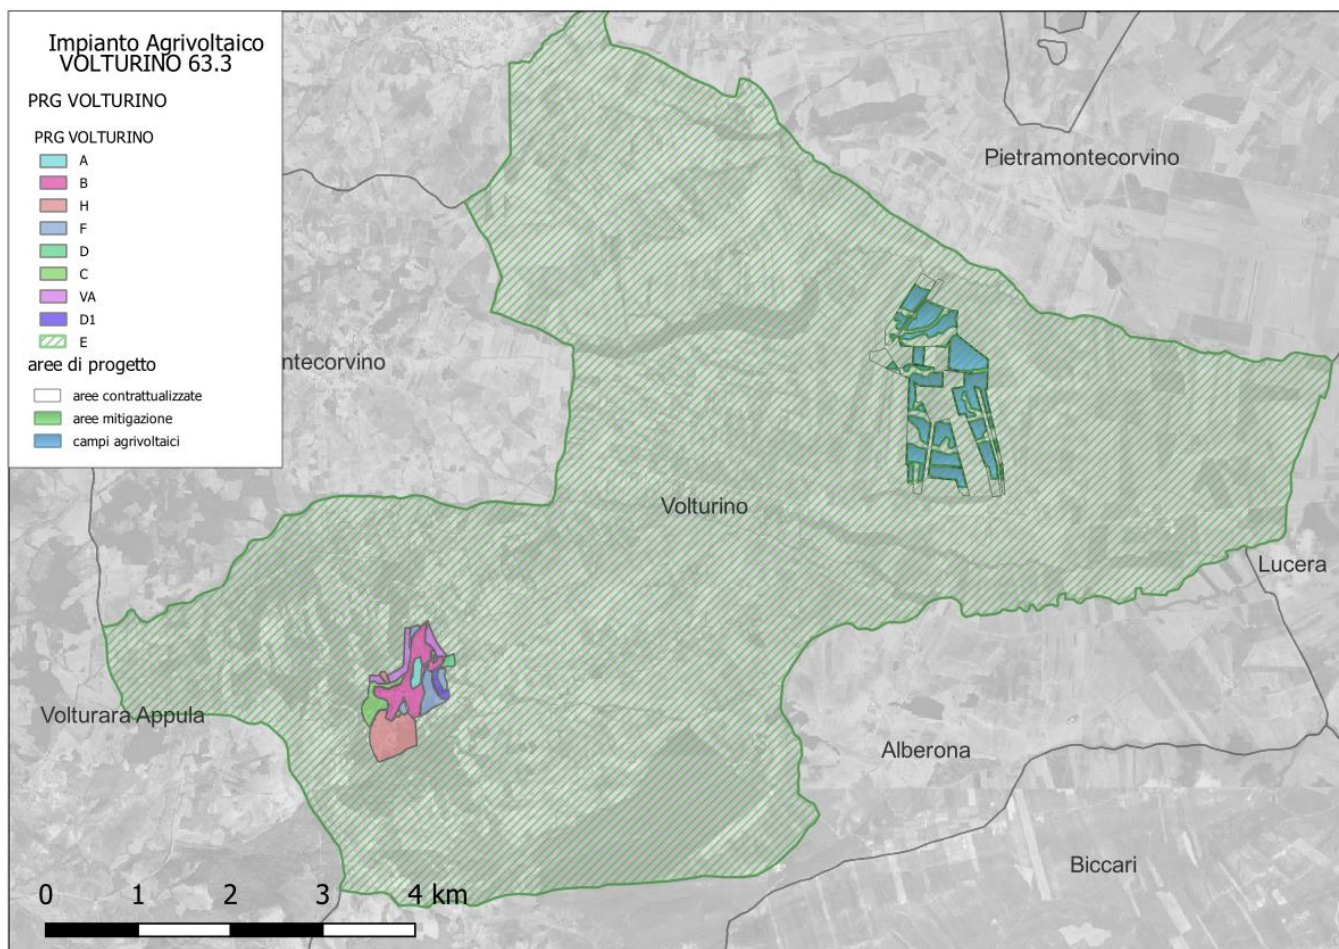 Impianto Agrivoltaico
VOLTURINO 63.3
PRG VOLTURINO
PRG VOLTURINO
A
B
H
F
D
C
VA
D1
E
aree di progetto
aree contrattualizzate
aree mitigazione
campi agrivoltaici
Pietramontecorvino
ntecorvino
Volturino
Lucera
Volturara Appula
Alberona
Biccari
0 1 2 3 4 km